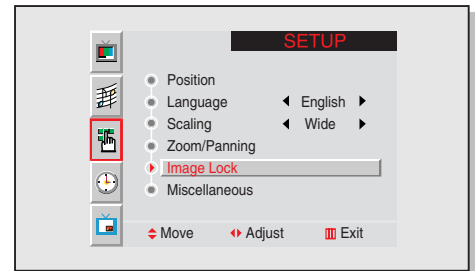 SETUP
Position
Language English
Scaling Wide
Zoom/Panning
Image Lock
Miscellaneous
Move Adjust Exit